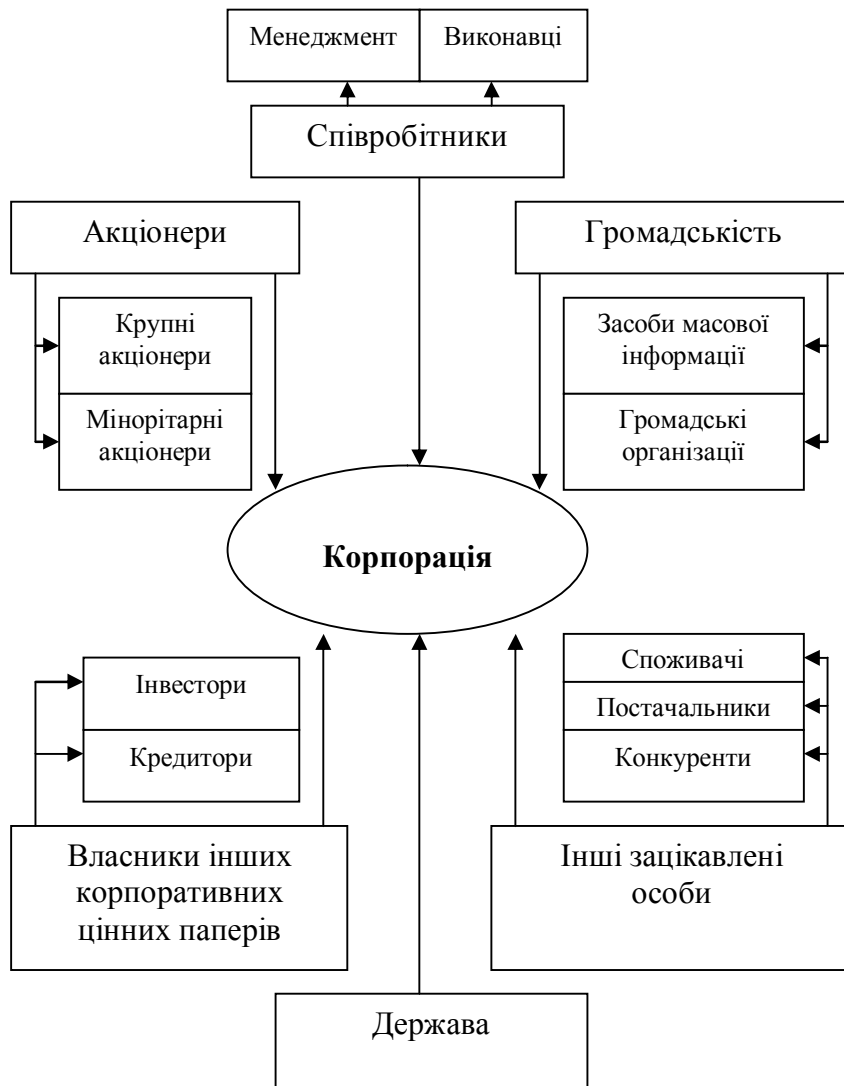 Менеджмент
Виконавці
Співробітники
Акціонери
Громадськість
Крупні
акціонери
Мінорітарні
акціонери
Засоби масової
інформації
Громадські
організації
Корпорація
Інвестори
Кредитори
Споживачі
Постачальники
Конкуренти
Власники інших
корпоративних
цінних паперів
Інші зацікавлені
особи
Держава